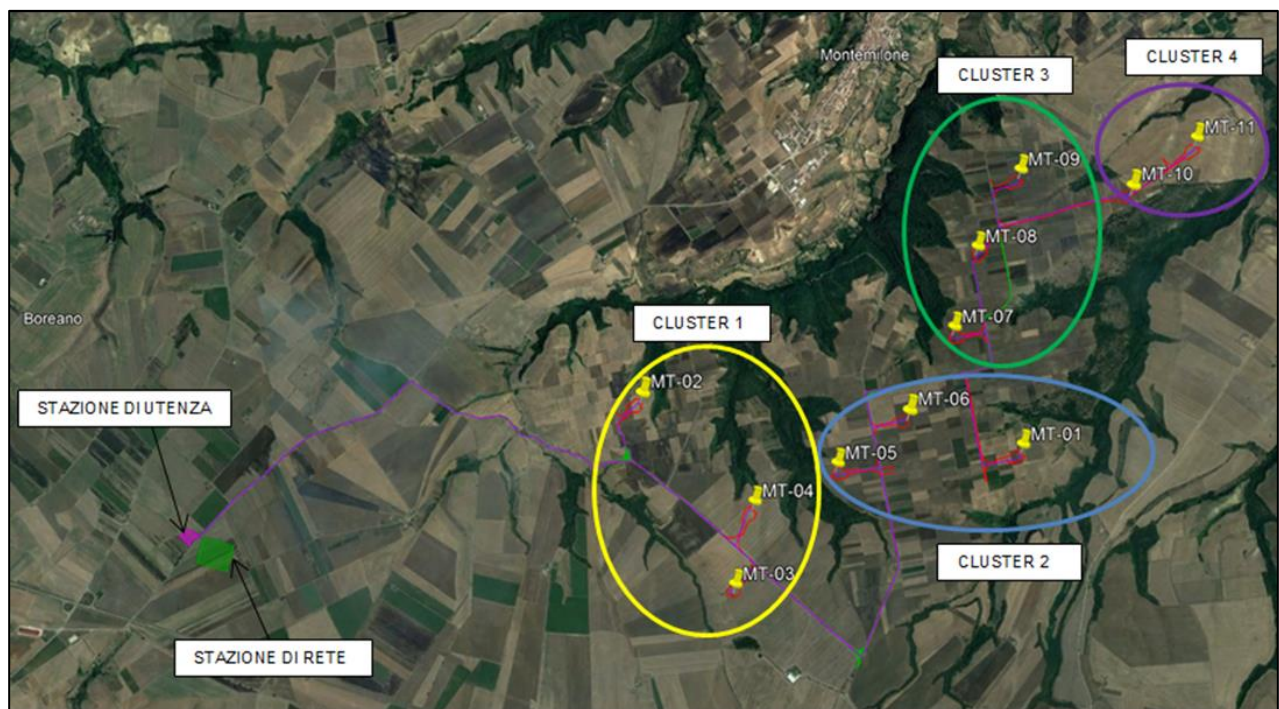 Montemilone
CLUSTER 3
CLUSTER 4
MT-11
MT-09
MT-10
MT-08
Boreano
CLUSTER 1
MT-07
STAZIONE DI UTENZA
MT-02
MT-06
MT-01
MT-05
MT-04
CLUSTER 2
MT-03
STAZIONE DI RETE